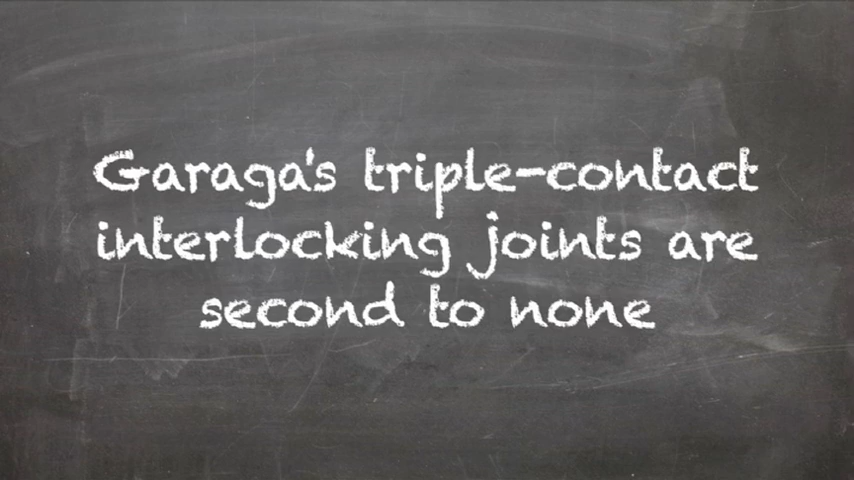 Garaga's triple-contact
interlocking joints are
second to none